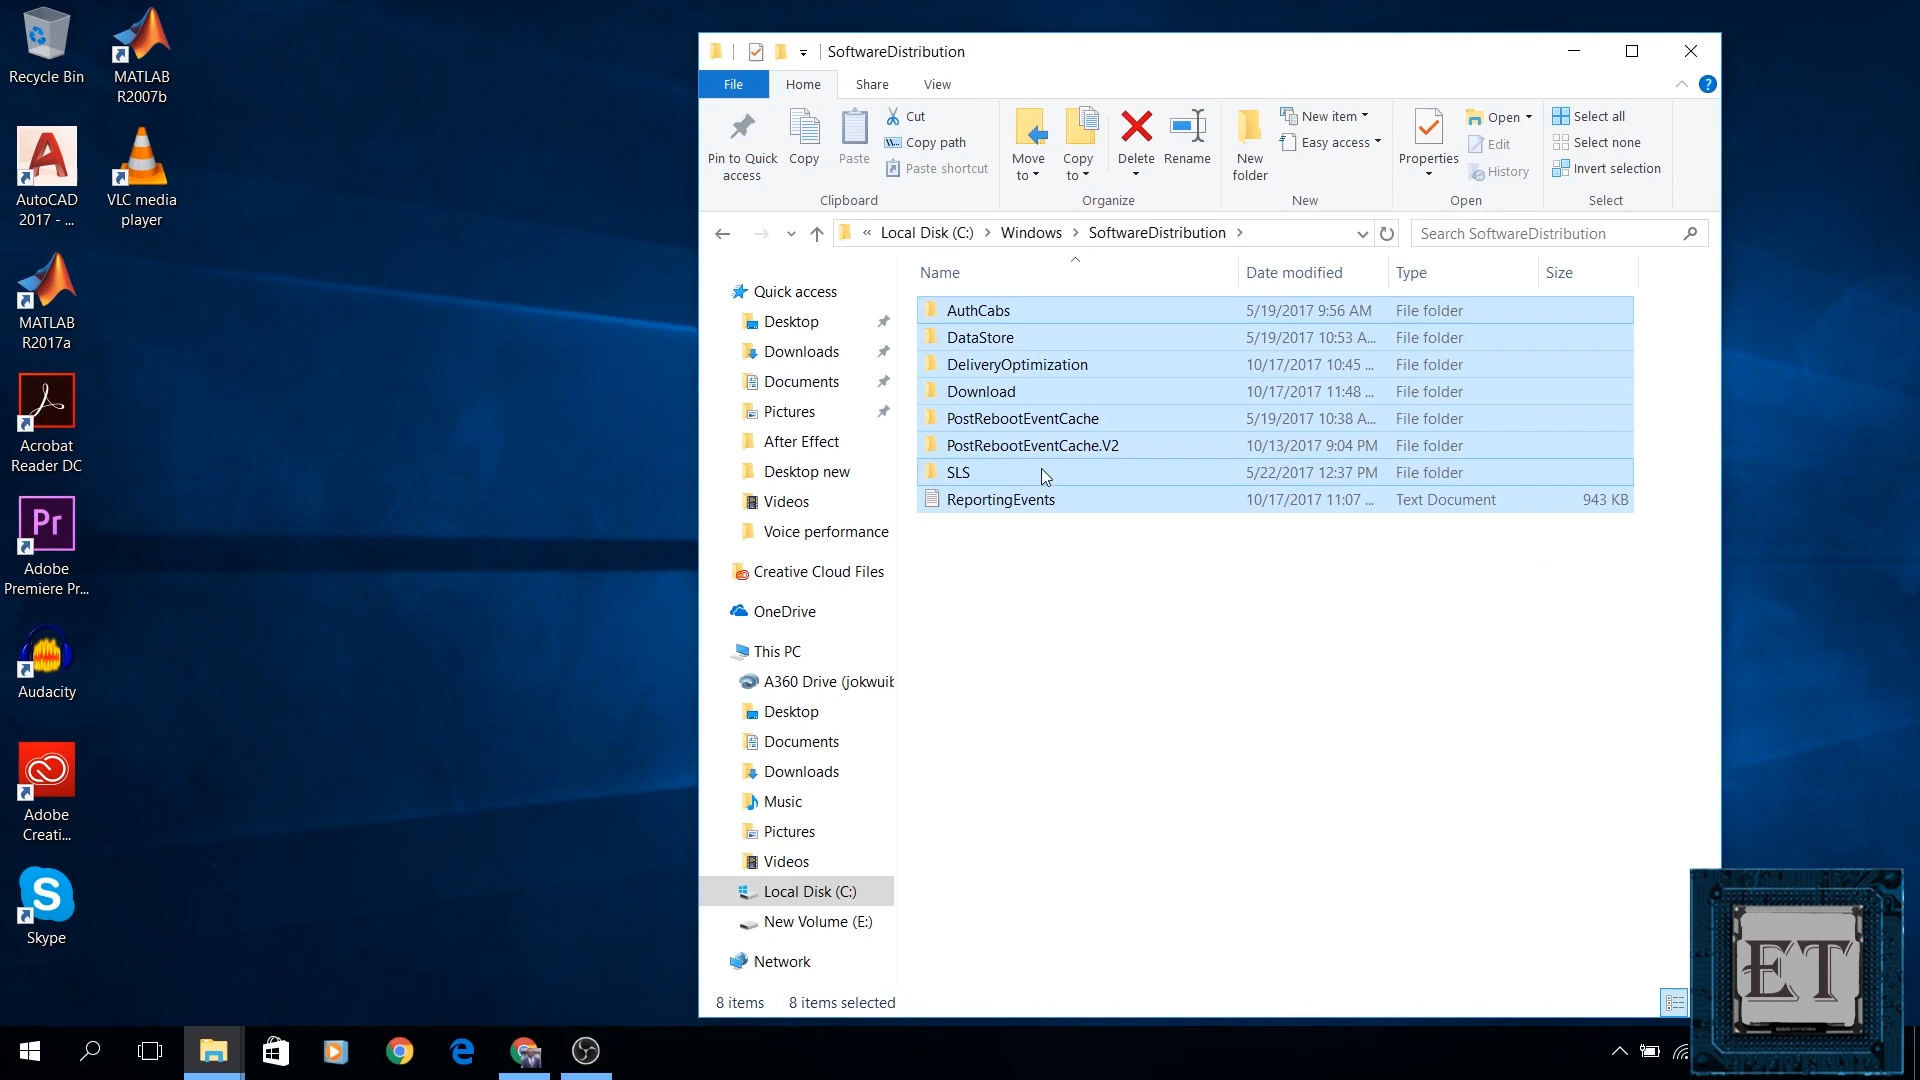 Recycle Bin
MATLAB
R2007b
AutoCAD
2017 - ...
VLC media
player
MATLAB
R2017a
Acrobat
Reader DC
Pr
Adobe
Premiere Pr...
Audacity
Adobe
Creati...
S
Skype
SoftwareDistribution
File
Home
Share
View
?
Pin to Quick
access
Copy
Paste
Cut
Copy path
Paste shortcut
Clipboard
Move
to
Copy
to
Delete
Rename
Organize
New
folder
New item
Easy access
New
Properties
Open
Edit
History
Open
Select all
Select none
Invert selection
Select
« Local Disk (C:) > Windows > SoftwareDistribution >
Search SoftwareDistribution
Name
Date modified
Type
Size
AuthCabs 5/19/2017 9:56 AM File folder
DataStore 5/19/2017 10:53 A... File folder
DeliveryOptimization 10/17/2017 10:45 ... File folder
Download 10/17/2017 11:48 ... File folder
PostRebootEventCache 5/19/2017 10:38 A... File folder
PostRebootEventCache.V2 10/13/2017 9:04 PM File folder
SLS 5/22/2017 12:37 PM File folder
ReportingEvents 10/17/2017 11:07 ... Text Document 943 KB
Quick access
Desktop
Downloads
Documents
Pictures
After Effect
Desktop new
Videos
Voice performance
Creative Cloud Files
OneDrive
This PC
A360 Drive (jokwuib
Desktop
Documents
Downloads
Music
Pictures
Videos
Local Disk (C:)
New Volume (E:)
Network
8 items
8 items selected
ET